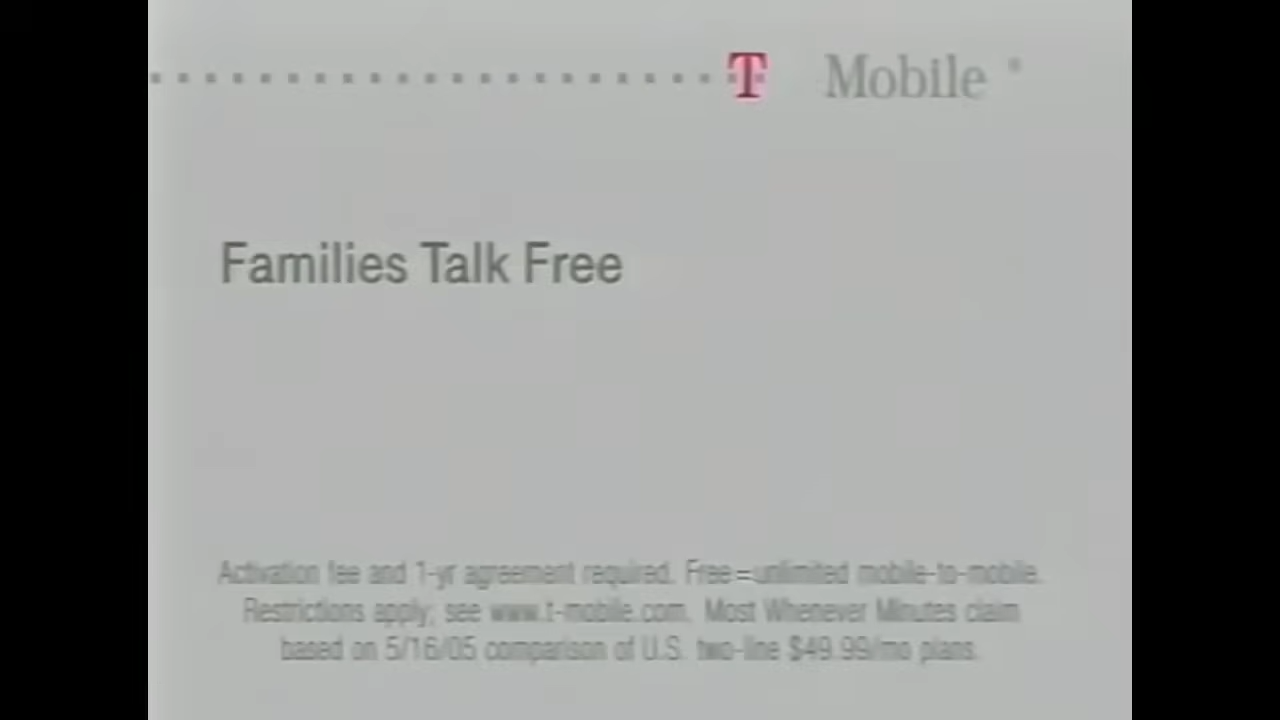 T Mobile ®
Families Talk Free
Activation fee and 1-yr agreement required. Free=unlimited mobile-to-mobile.
Restrictions apply; see www.t-mobile.com. Most Whenever Minutes claim
based on 5/16/05 comparison of U.S. two-line $49.99/mo plans.